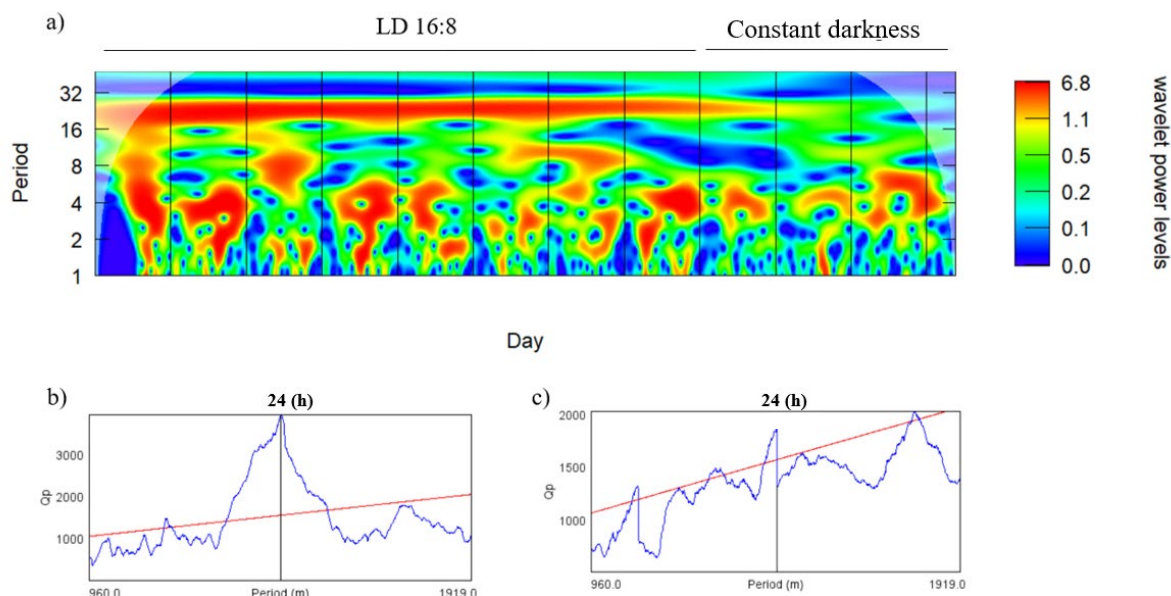 a)
LD 16:8
Constant darkness
Period
32
16
8
4
2
1
Day
6.8
1.1
0.5
0.2
0.1
0.0
wavelet power levels
b)
24 (h)
Qp
3000
2000
1000
960.0
Period (m)
1919.0
c)
24 (h)
Qp
2000
1500
1000
960.0
Period (m)
1919.0